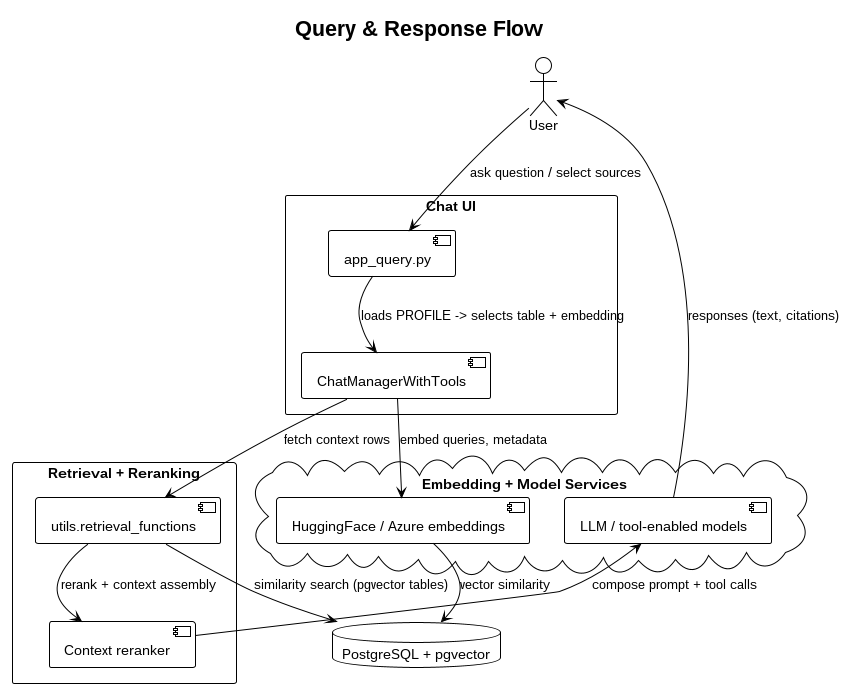 Query & Response Flow
User
ask question / select sources
Chat UI
app_query.py
loads PROFILE -> selects table + embedding
responses (text, citations)
ChatManagerWithTools
fetch context rows
embed queries, metadata
Retrieval + Reranking
Embedding + Model Services
utils.retrieval_functions
HuggingFace / Azure embeddings
LLM / tool-enabled models
rerank + context assembly
similarity search (pgvector tables)
vector similarity
compose prompt + tool calls
Context reranker
PostgreSQL + pgvector